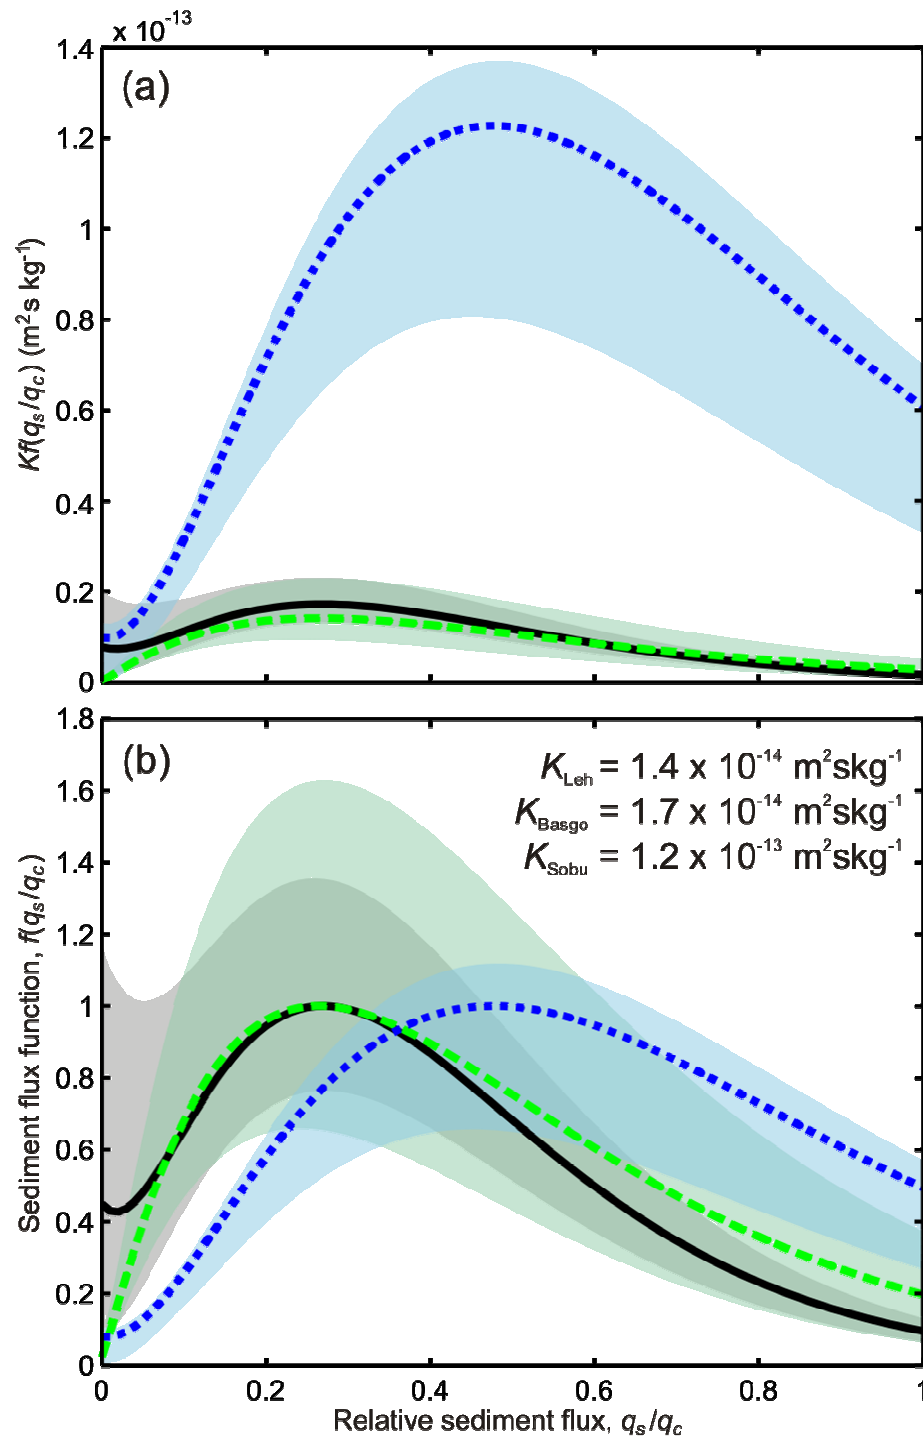 x 10⁻¹³
1.4
(a)
1.2
1
0.8
0.6
0.4
0.2
0
Kf(qₛ/q꜀) (m²s kg⁻¹)
1.8
(b)
K_Leh = 1.4 x 10⁻¹⁴ m²skg⁻¹
K_Basgo = 1.7 x 10⁻¹⁴ m²skg⁻¹
K_Sobu = 1.2 x 10⁻¹³ m²skg⁻¹
1.6
1.4
1.2
1
0.8
0.6
0.4
0.2
0
Sediment flux function, f(qₛ/q꜀)
0 0.2 0.4 0.6 0.8 1
Relative sediment flux, qₛ/q꜀